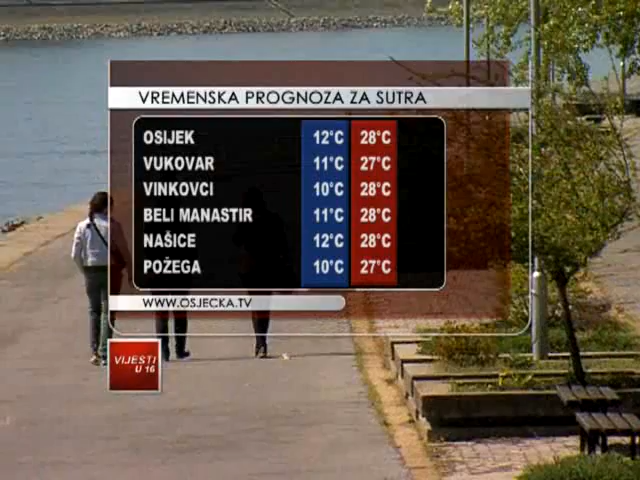 VREMENSKA PROGNOZA ZA SUTRA
OSIJEK 12°C 28°C
VUKOVAR 11°C 27°C
VINKOVCI 10°C 28°C
BELI MANASTIR 11°C 28°C
NAŠICE 12°C 28°C
POŽEGA 10°C 27°C
WWW.OSJECKA.TV
VIJESTI
U 16